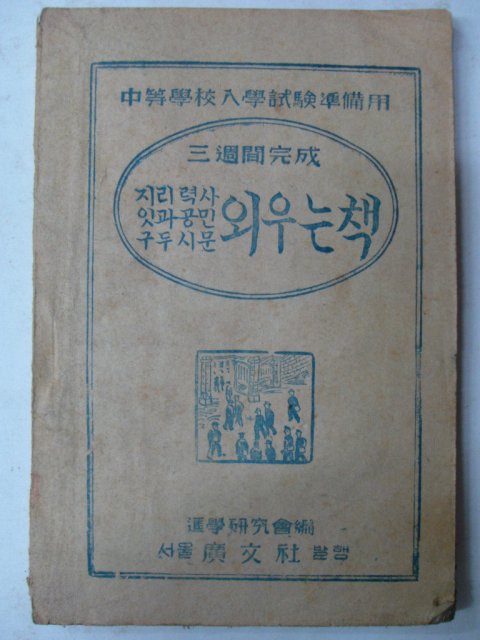 中等學校入學試驗準備用
三週間完成
지리 력사
잇과 공민
구두 시문
외우는책
進學硏究會編
서울 廣文社 발행